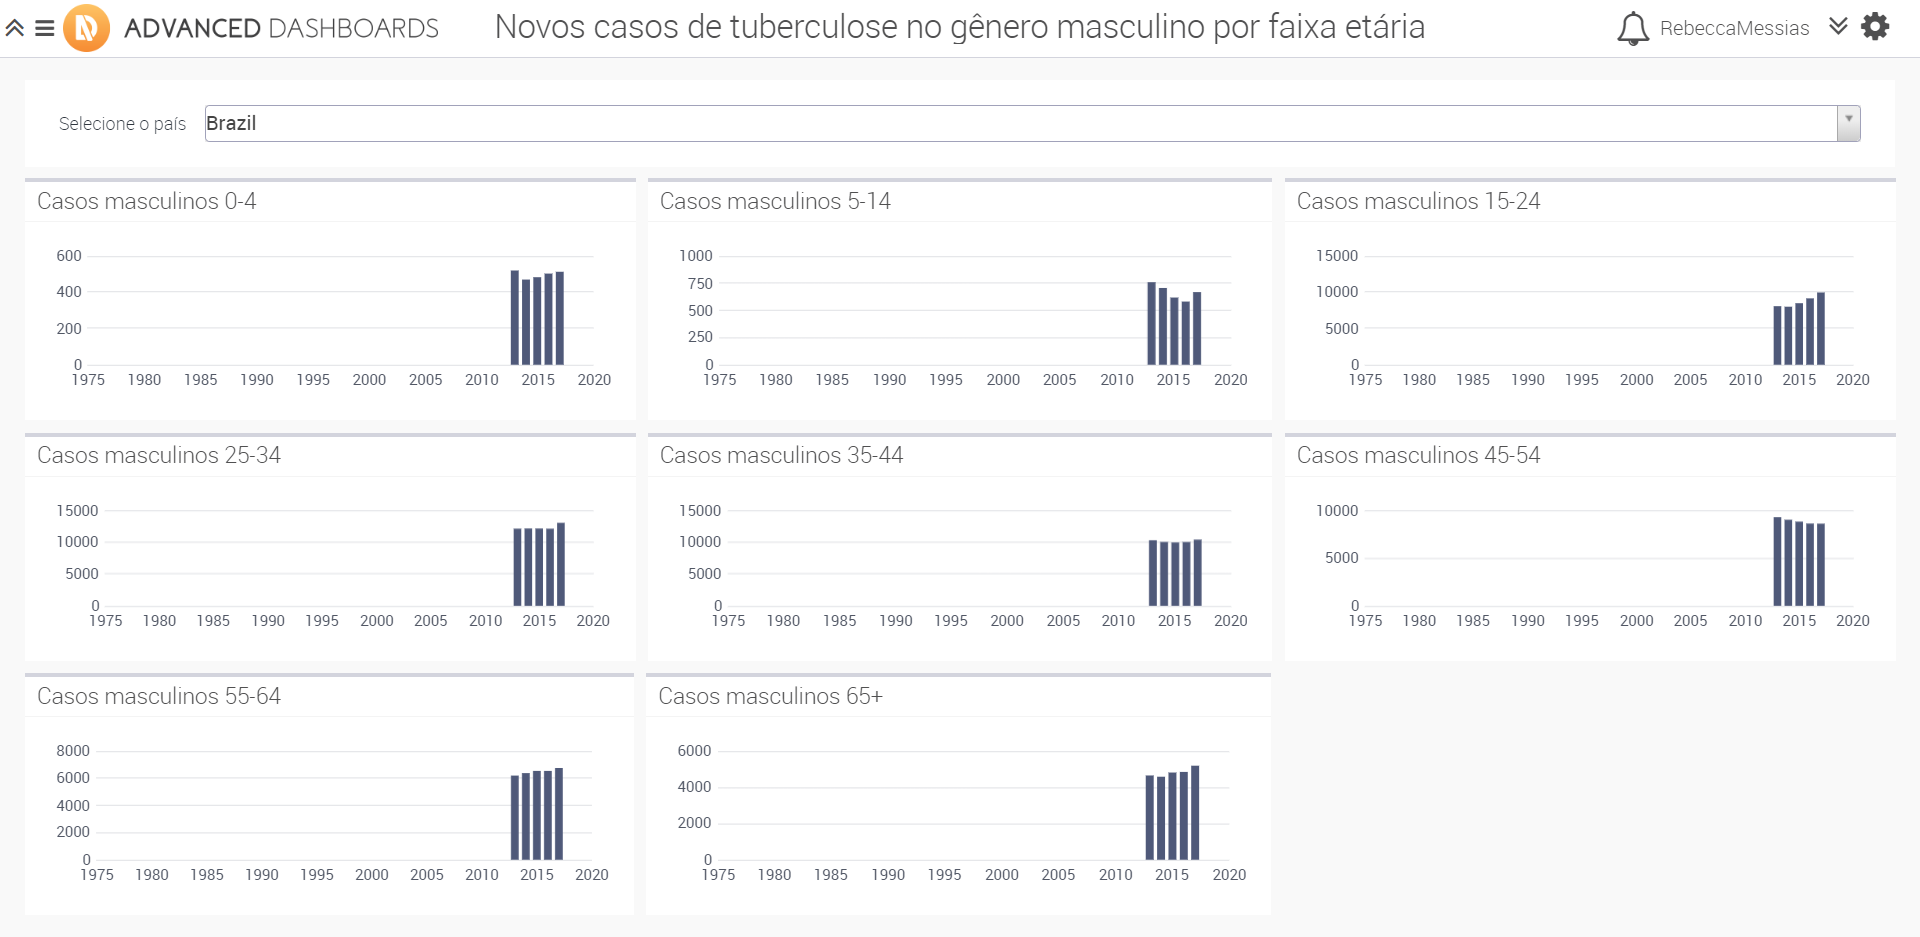 ADVANCED DASHBOARDS
Novos casos de tuberculose no gênero masculino por faixa etária
RebeccaMessias
Selecione o país
Brazil
Casos masculinos 0-4
600
400
200
0
1975 1980 1985 1990 1995 2000 2005 2010 2015 2020
Casos masculinos 5-14
1000
750
500
250
0
1975 1980 1985 1990 1995 2000 2005 2010 2015 2020
Casos masculinos 15-24
15000
10000
5000
0
1975 1980 1985 1990 1995 2000 2005 2010 2015 2020
Casos masculinos 25-34
15000
10000
5000
0
1975 1980 1985 1990 1995 2000 2005 2010 2015 2020
Casos masculinos 35-44
15000
10000
5000
0
1975 1980 1985 1990 1995 2000 2005 2010 2015 2020
Casos masculinos 45-54
10000
5000
0
1975 1980 1985 1990 1995 2000 2005 2010 2015 2020
Casos masculinos 55-64
8000
6000
4000
2000
0
1975 1980 1985 1990 1995 2000 2005 2010 2015 2020
Casos masculinos 65+
6000
4000
2000
0
1975 1980 1985 1990 1995 2000 2005 2010 2015 2020